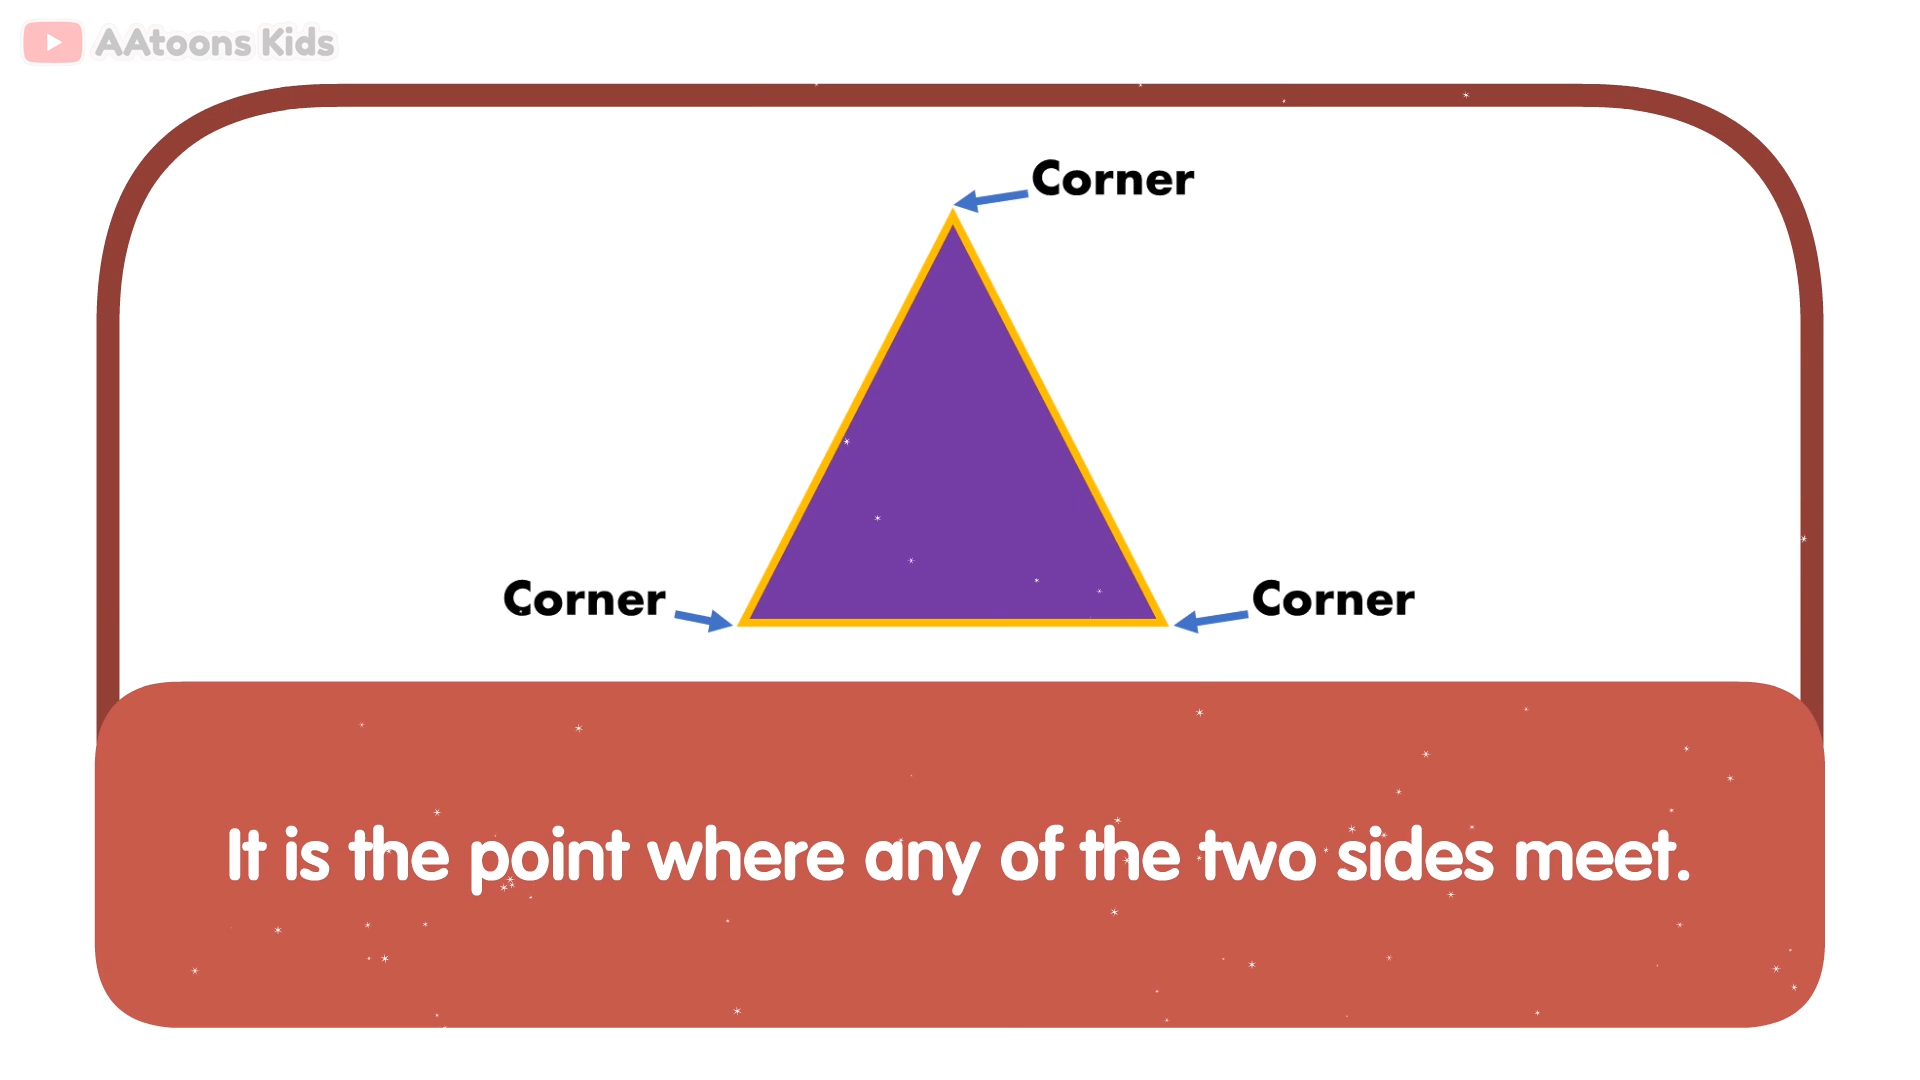 AAtoons Kids
Corner
Corner
Corner
It is the point where any of the two sides meet.